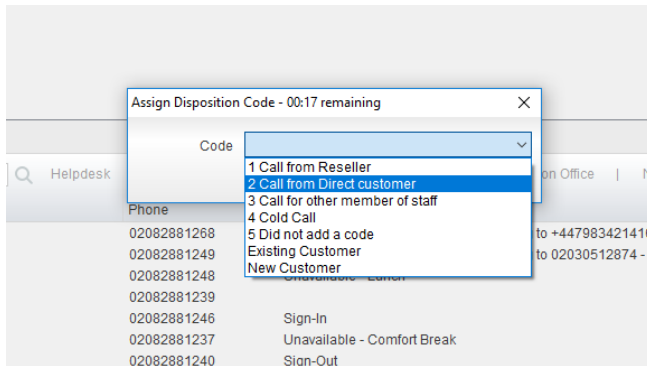 Assign Disposition Code - 00:17 remaining
Code
1 Call from Reseller
Helpdesk
on Office | N
2 Call from Direct customer
3 Call for other member of staff
Phone
4 Cold Call
02082881268
5 Did not add a code
to +44798342141
02082881249
Existing Customer
to 02030512874 -
New Customer
02082881248
Unavailable - Lunch
02082881239
02082881246 Sign-In
02082881237 Unavailable - Comfort Break
02082881240 Sign-Out